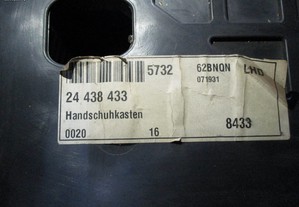 5732 62BNQN LHD
071931
24 438 433
Handschuhkasten
0020 16 8433